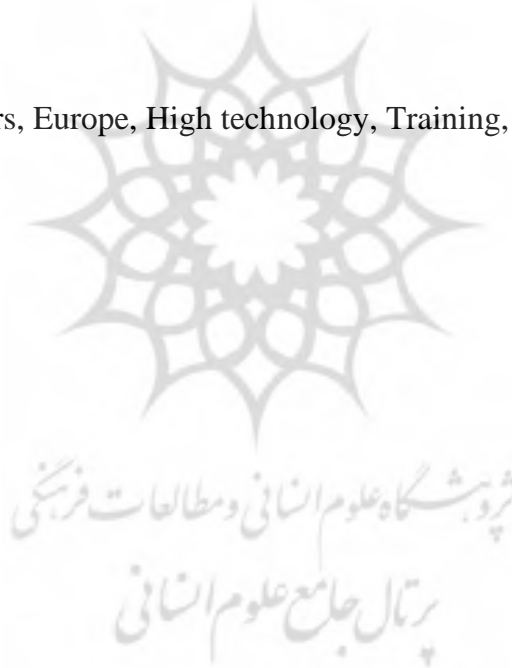 rs, Europe, High technology, Training,
پژوهشگاه علوم انسانی و مطالعات فرهنگی
پرتال جامع علوم انسانی